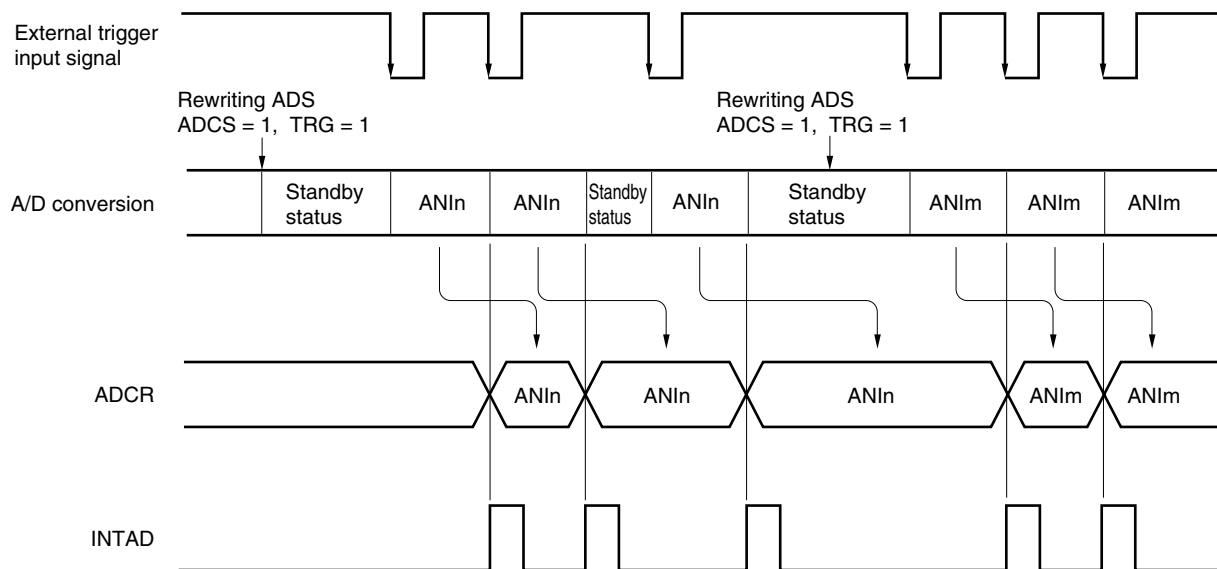 External trigger
input signal
Rewriting ADS
ADCS = 1, TRG = 1
Rewriting ADS
ADCS = 1, TRG = 1
A/D conversion
Standby
status
ANIn
ANIn
Standby
status
ANIn
Standby
status
ANIm
ANIm
ANIm
ADCR
ANIn
ANIn
ANIn
ANIm
ANIm
INTAD